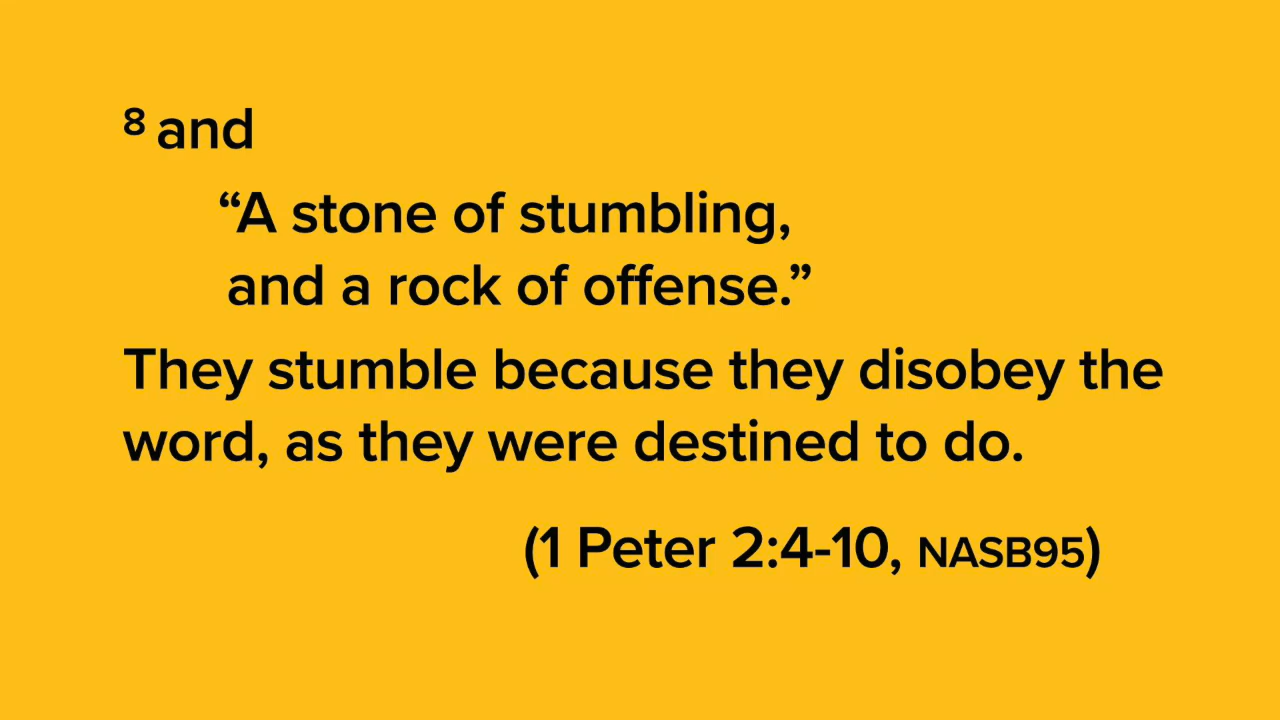 8 and
“A stone of stumbling,
and a rock of offense.”
They stumble because they disobey the
word, as they were destined to do.
(1 Peter 2:4-10, NASB95)